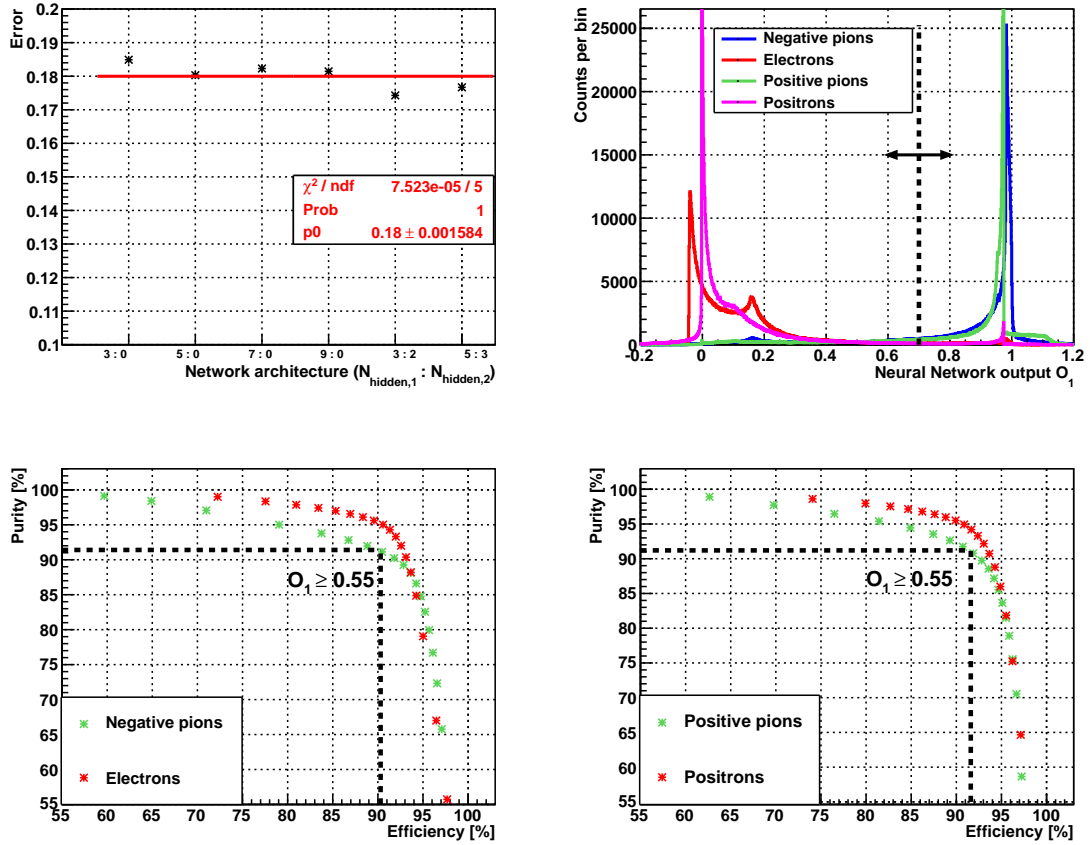 Error
0.2
0.19
0.18
0.17
0.16
0.15
0.14
0.13
0.12
0.11
0.1
χ² / ndf 7.523e-05 / 5
Prob 1
p0 0.18 ± 0.001584
3 : 0 5 : 0 7 : 0 9 : 0 3 : 2 5 : 3
Network architecture (N_hidden,1 : N_hidden,2)
Counts per bin
25000
20000
15000
10000
5000
0
Negative pions
Electrons
Positive pions
Positrons
-0.2 0 0.2 0.4 0.6 0.8 1 1.2
Neural Network output O_1
Purity [%]
100
95
90
85
80
75
70
65
60
55
O_1 ≥ 0.55
Negative pions
Electrons
55 60 65 70 75 80 85 90 95 100
Efficiency [%]
Purity [%]
100
95
90
85
80
75
70
65
60
55
O_1 ≥ 0.55
Positive pions
Positrons
55 60 65 70 75 80 85 90 95 100
Efficiency [%]